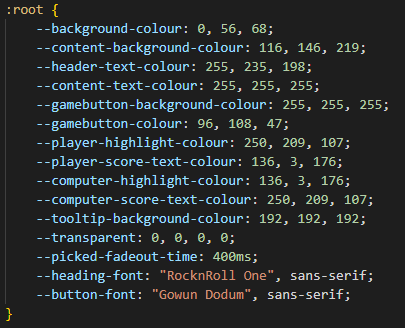 :root {
--background-colour: 0, 56, 68;
--content-background-colour: 116, 146, 219;
--header-text-colour: 255, 235, 198;
--content-text-colour: 255, 255, 255;
--gamebutton-background-colour: 255, 255, 255;
--gamebutton-colour: 96, 108, 47;
--player-highlight-colour: 250, 209, 107;
--player-score-text-colour: 136, 3, 176;
--computer-highlight-colour: 136, 3, 176;
--computer-score-text-colour: 250, 209, 107;
--tooltip-background-colour: 192, 192, 192;
--transparent: 0, 0, 0, 0;
--picked-fadeout-time: 400ms;
--heading-font: "RocknRoll One", sans-serif;
--button-font: "Gowun Dodum", sans-serif;
}